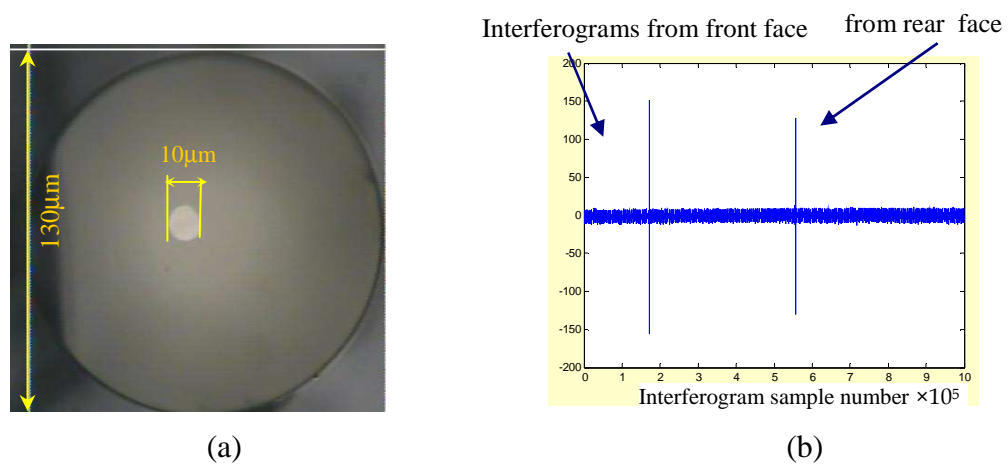 Interferograms from front face
from rear face
10μm
130μm
200
150
100
50
0
-50
-100
-150
-200
0 1 2 3 4 5 6 7 8 9 10
Interferogram sample number ×10⁵
(a)
(b)